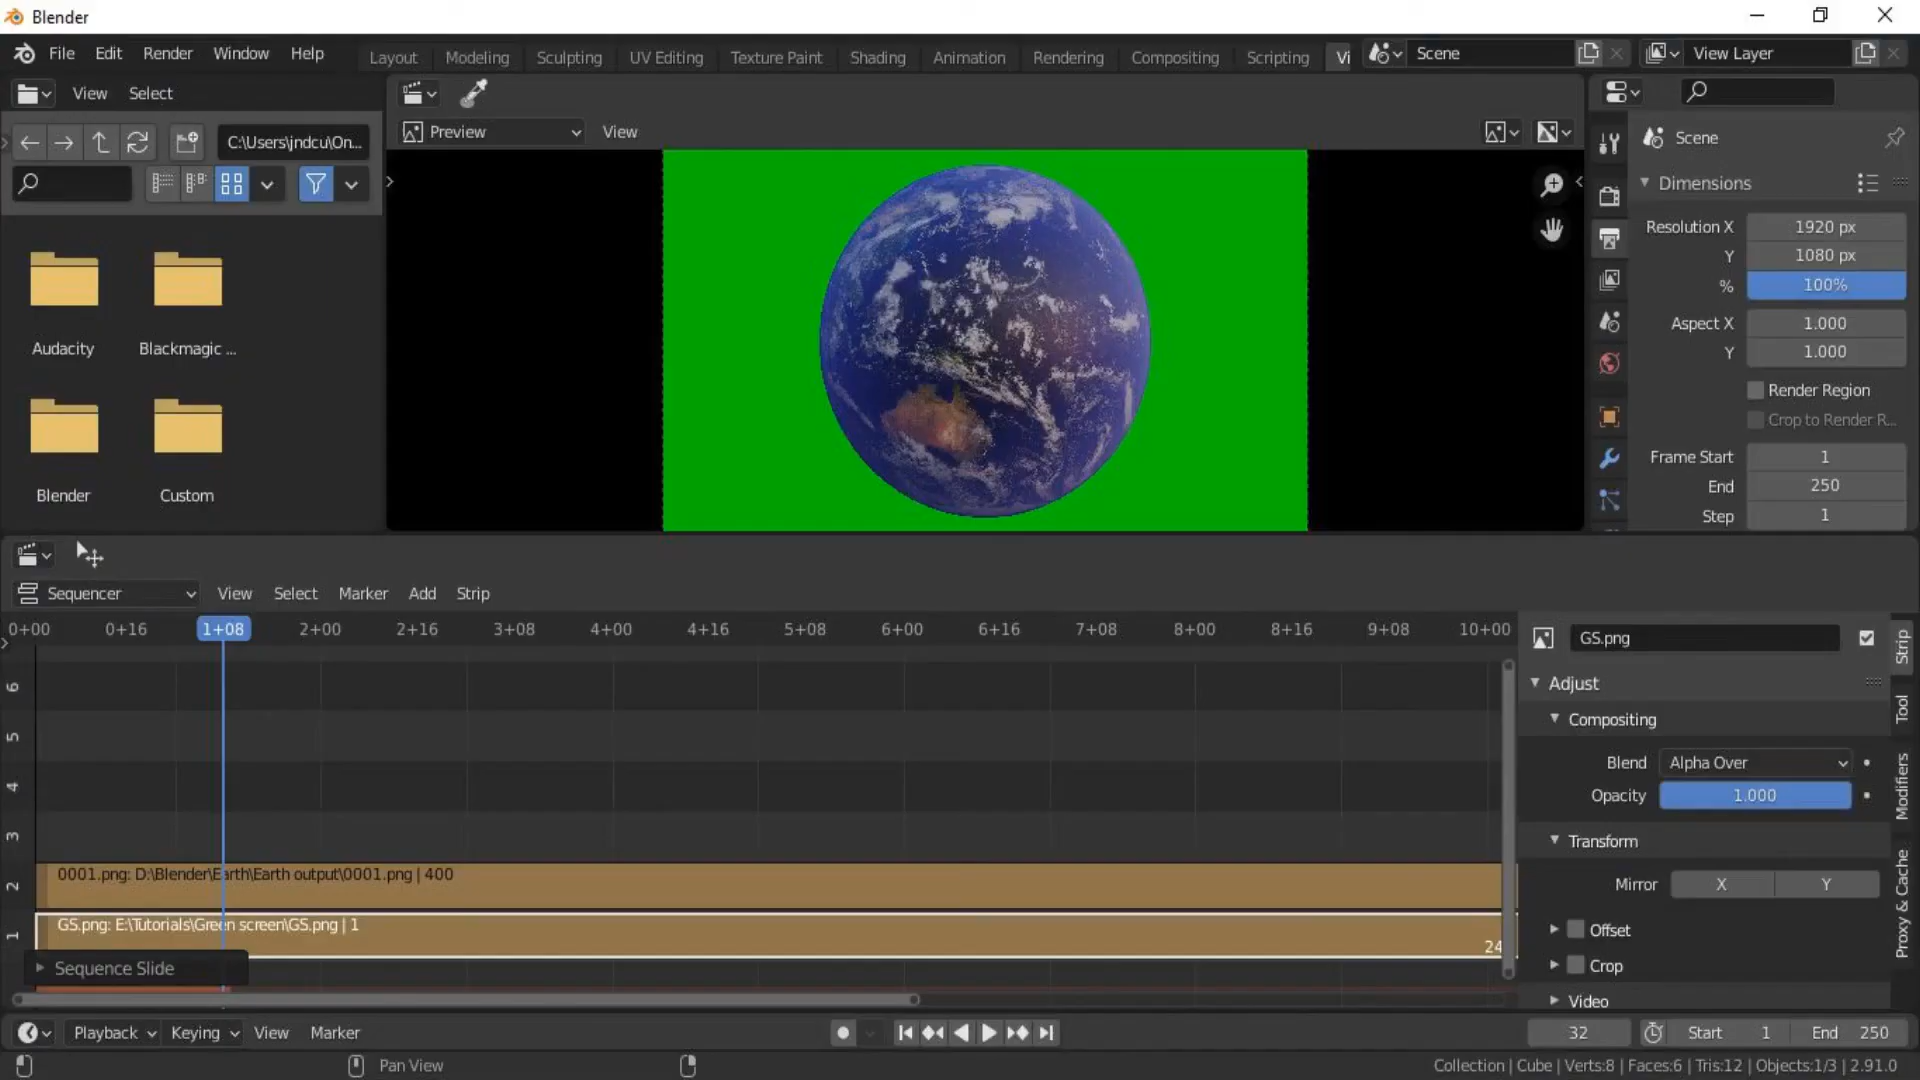 Blender
File Edit Render Window Help Layout Modeling Sculpting UV Editing Texture Paint Shading Animation Rendering Compositing Scripting Vi Scene View Layer
View Select
C:\Users\jndcu\On...
Audacity Blackmagic ...
Blender Custom
Preview View
Scene
Dimensions
Resolution X 1920 px
Y 1080 px
% 100%
Aspect X 1.000
Y 1.000
Render Region
Crop to Render R...
Frame Start 1
End 250
Step 1
Sequencer View Select Marker Add Strip
0+00 0+16 1+08 2+00 2+16 3+08 4+00 4+16 5+08 6+00 6+16 7+08 8+00 8+16 9+08 10+00
6
5
4
3
2
1
0001.png: D:\Blender\Earth\Earth output\0001.png | 400
GS.png: E:\Tutorials\Green screen\GS.png | 1
24
Sequence Slide
GS.png
Adjust
Compositing
Blend Alpha Over
Opacity 1.000
Transform
Mirror X Y
Offset
Crop
Video
Strip
Tool
Modifiers
Proxy & Cache
Playback Keying View Marker 32 Start 1 End 250
Pan View Collection | Cube | Verts:8 | Faces:6 | Tris:12 | Objects:1/3 | 2.91.0